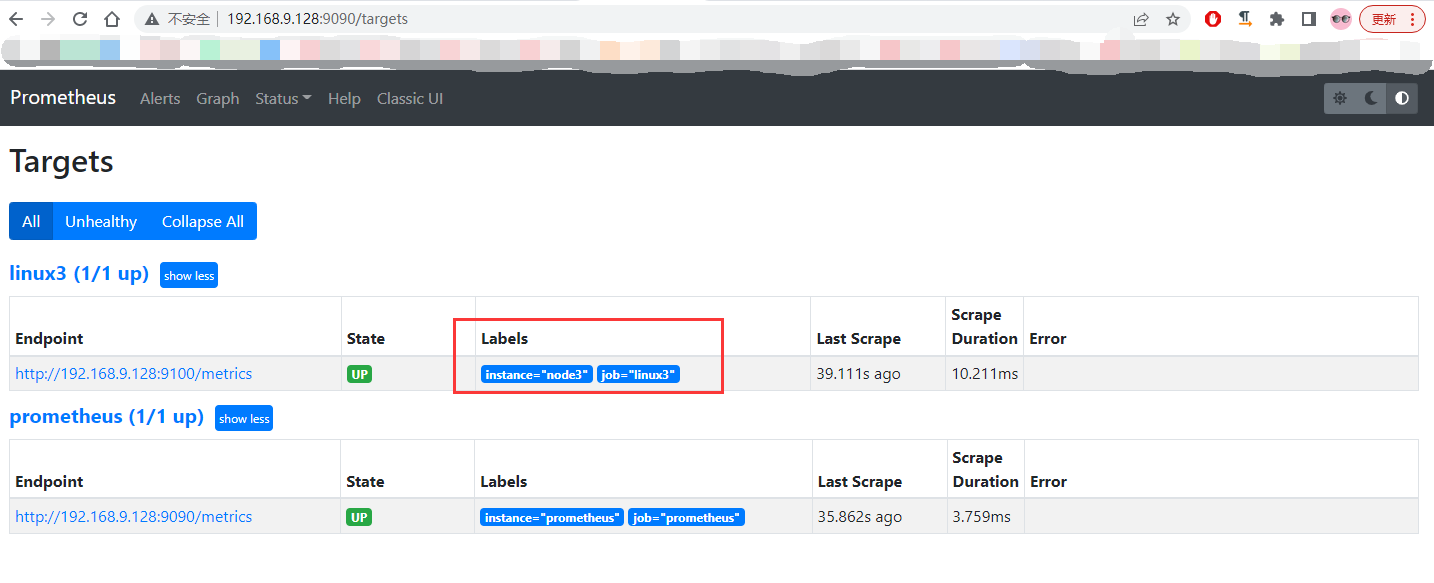 不安全 192.168.9.128:9090/targets 更新
Prometheus Alerts Graph Status Help Classic UI
Targets
All Unhealthy Collapse All
linux3 (1/1 up) show less
Endpoint State Labels Last Scrape Scrape Duration Error
http://192.168.9.128:9100/metrics UP instance="node3" job="linux3" 39.111s ago 10.211ms
prometheus (1/1 up) show less
Endpoint State Labels Last Scrape Scrape Duration Error
http://192.168.9.128:9090/metrics UP instance="prometheus" job="prometheus" 35.862s ago 3.759ms